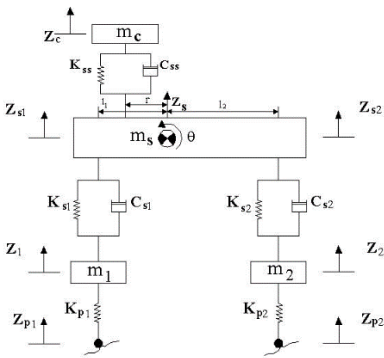 Z_c
m_c
K_ss C_ss
l_1 r Z_s l_2
Z_s1 Z_s2
m_s θ
K_s1 C_s1 K_s2 C_s2
Z_1 Z_2
m_1 m_2
K_p1 K_p2
Z_p1 Z_p2